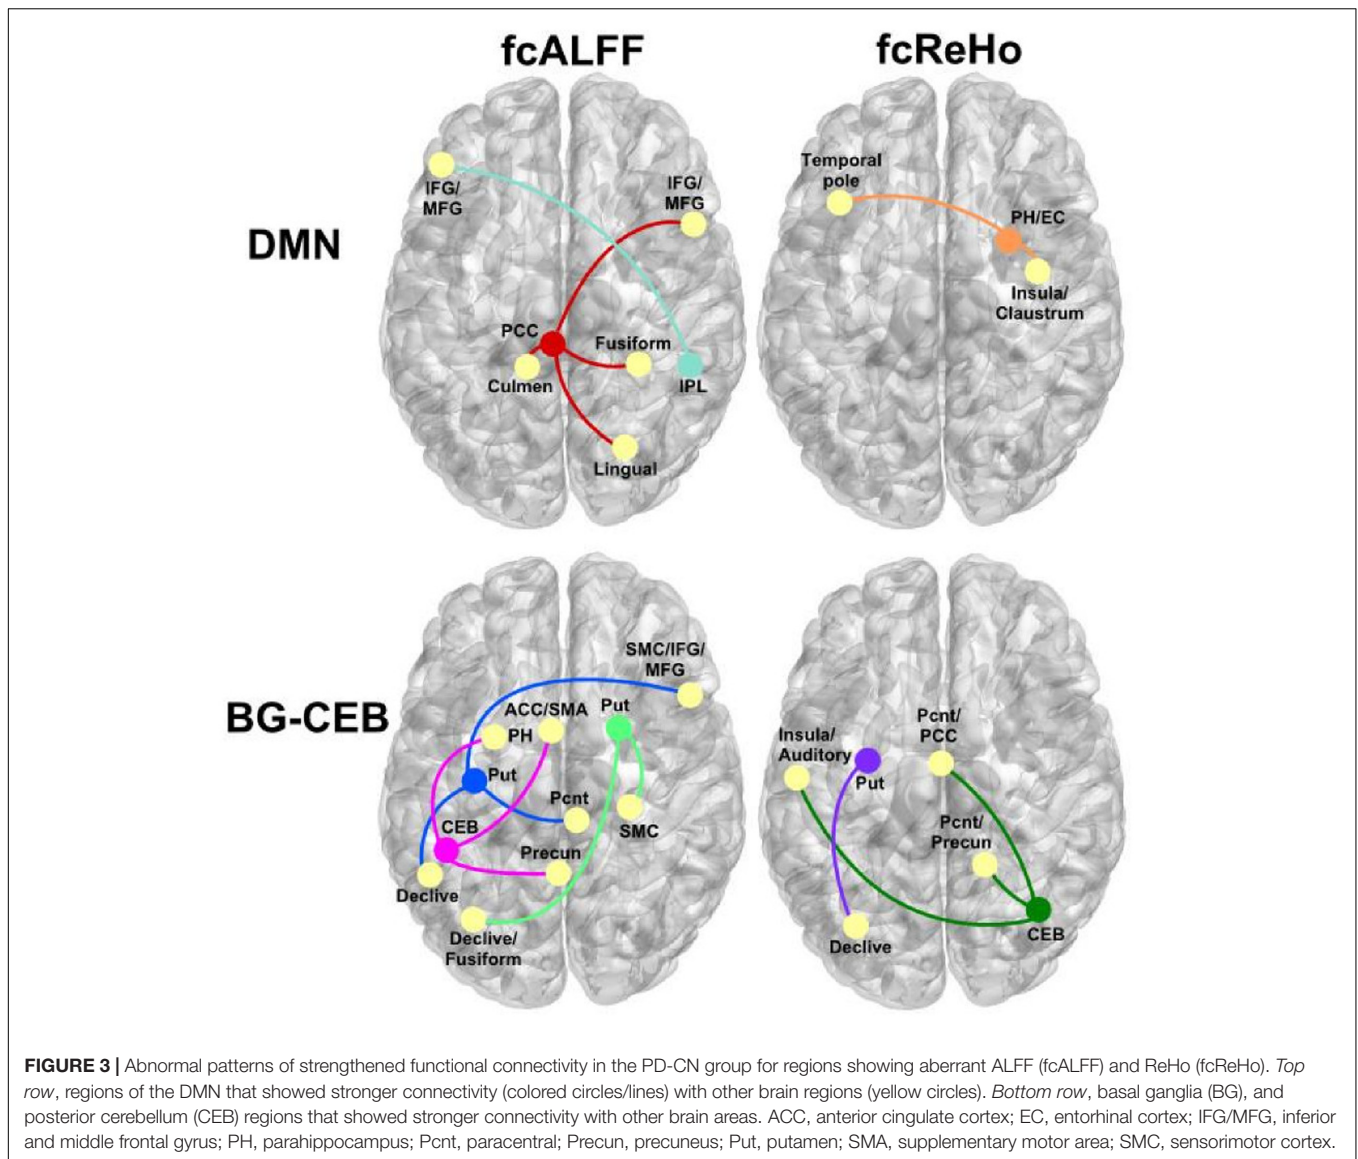 fcALFF
fcReHo
DMN
IFG/
MFG
IFG/
MFG
PCC
Culmen
Fusiform
IPL
Lingual
Temporal
pole
PH/EC
Insula/
Claustrum
BG-CEB
SMC/IFG/
MFG
ACC/SMA
Put
PH
Put
Pcnt
CEB
SMC
Precun
Declive
Declive/
Fusiform
Pcnt/
PCC
Insula/
Auditory
Put
Pcnt/
Precun
Declive
CEB
FIGURE 3 | Abnormal patterns of strengthened functional connectivity in the PD-CN group for regions showing aberrant ALFF (fcALFF) and ReHo (fcReHo). Top
row, regions of the DMN that showed stronger connectivity (colored circles/lines) with other brain regions (yellow circles). Bottom row, basal ganglia (BG), and
posterior cerebellum (CEB) regions that showed stronger connectivity with other brain areas. ACC, anterior cingulate cortex; EC, entorhinal cortex; IFG/MFG, inferior
and middle frontal gyrus; PH, parahippocampus; Pcnt, paracentral; Precun, precuneus; Put, putamen; SMA, supplementary motor area; SMC, sensorimotor cortex.